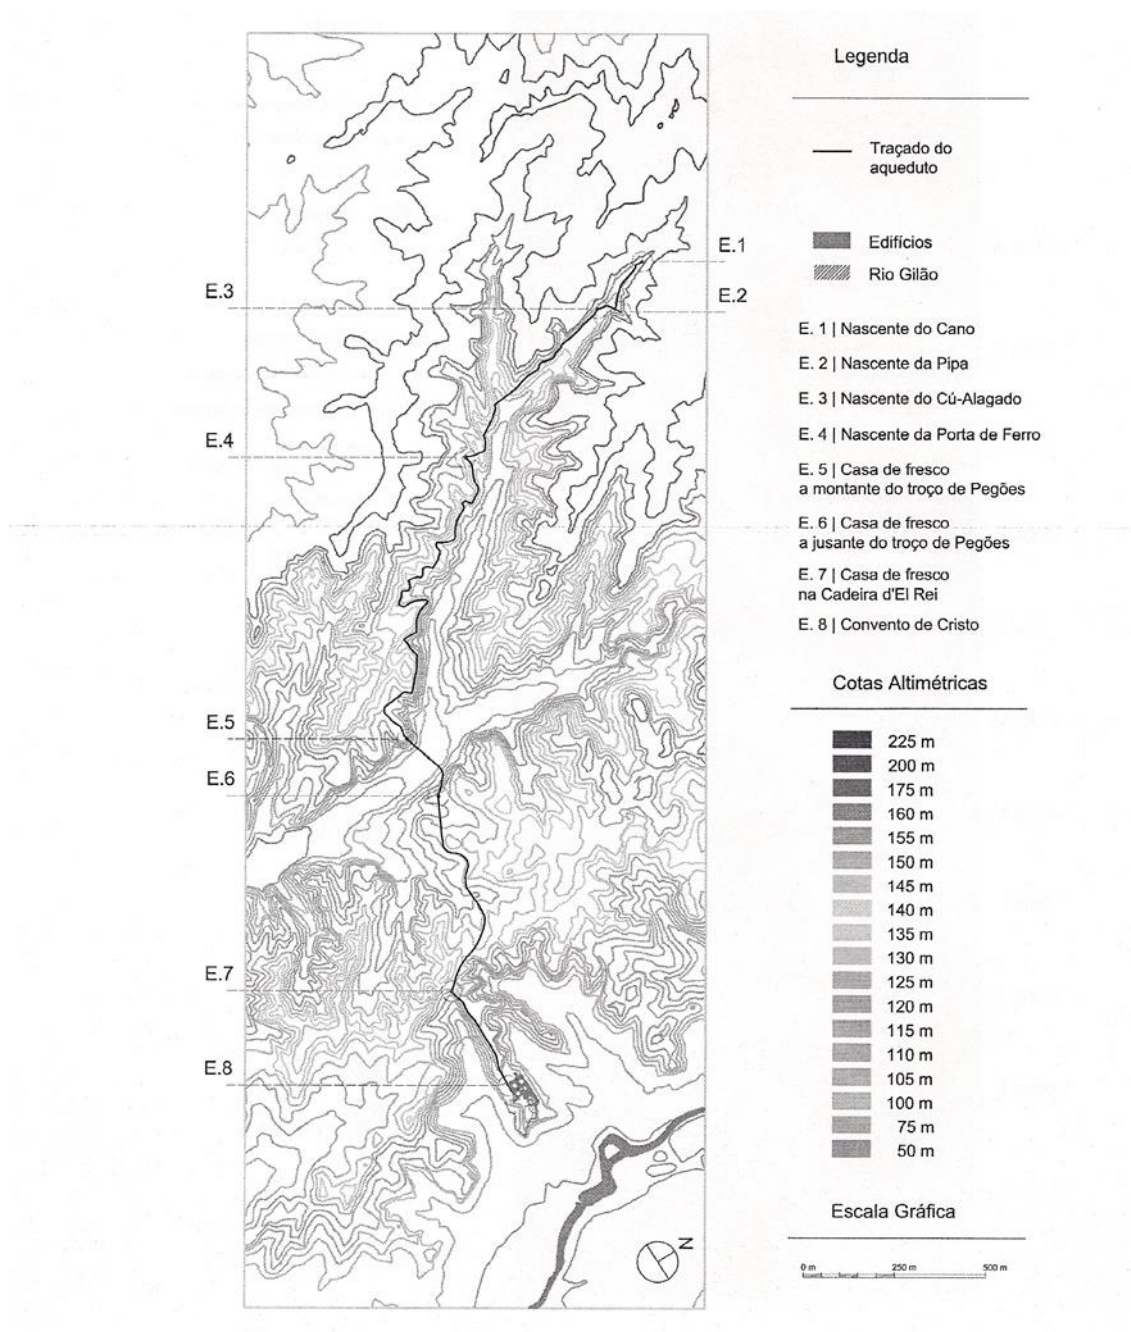 Legenda
Traçado do
aqueduto
Edifícios
Rio Gilão
E. 1 | Nascente do Cano
E. 2 | Nascente da Pipa
E. 3 | Nascente do Cú-Alagado
E. 4 | Nascente da Porta de Ferro
E. 5 | Casa de fresco
a montante do troço de Pegões
E. 6 | Casa de fresco
a jusante do troço de Pegões
E. 7 | Casa de fresco
na Cadeira d'El Rei
E. 8 | Convento de Cristo
Cotas Altimétricas
225 m
200 m
175 m
160 m
155 m
150 m
145 m
140 m
135 m
130 m
125 m
120 m
115 m
110 m
105 m
100 m
75 m
50 m
Escala Gráfica
0 m 250 m 500 m
E.1
E.2
E.3
E.4
E.5
E.6
E.7
E.8
N